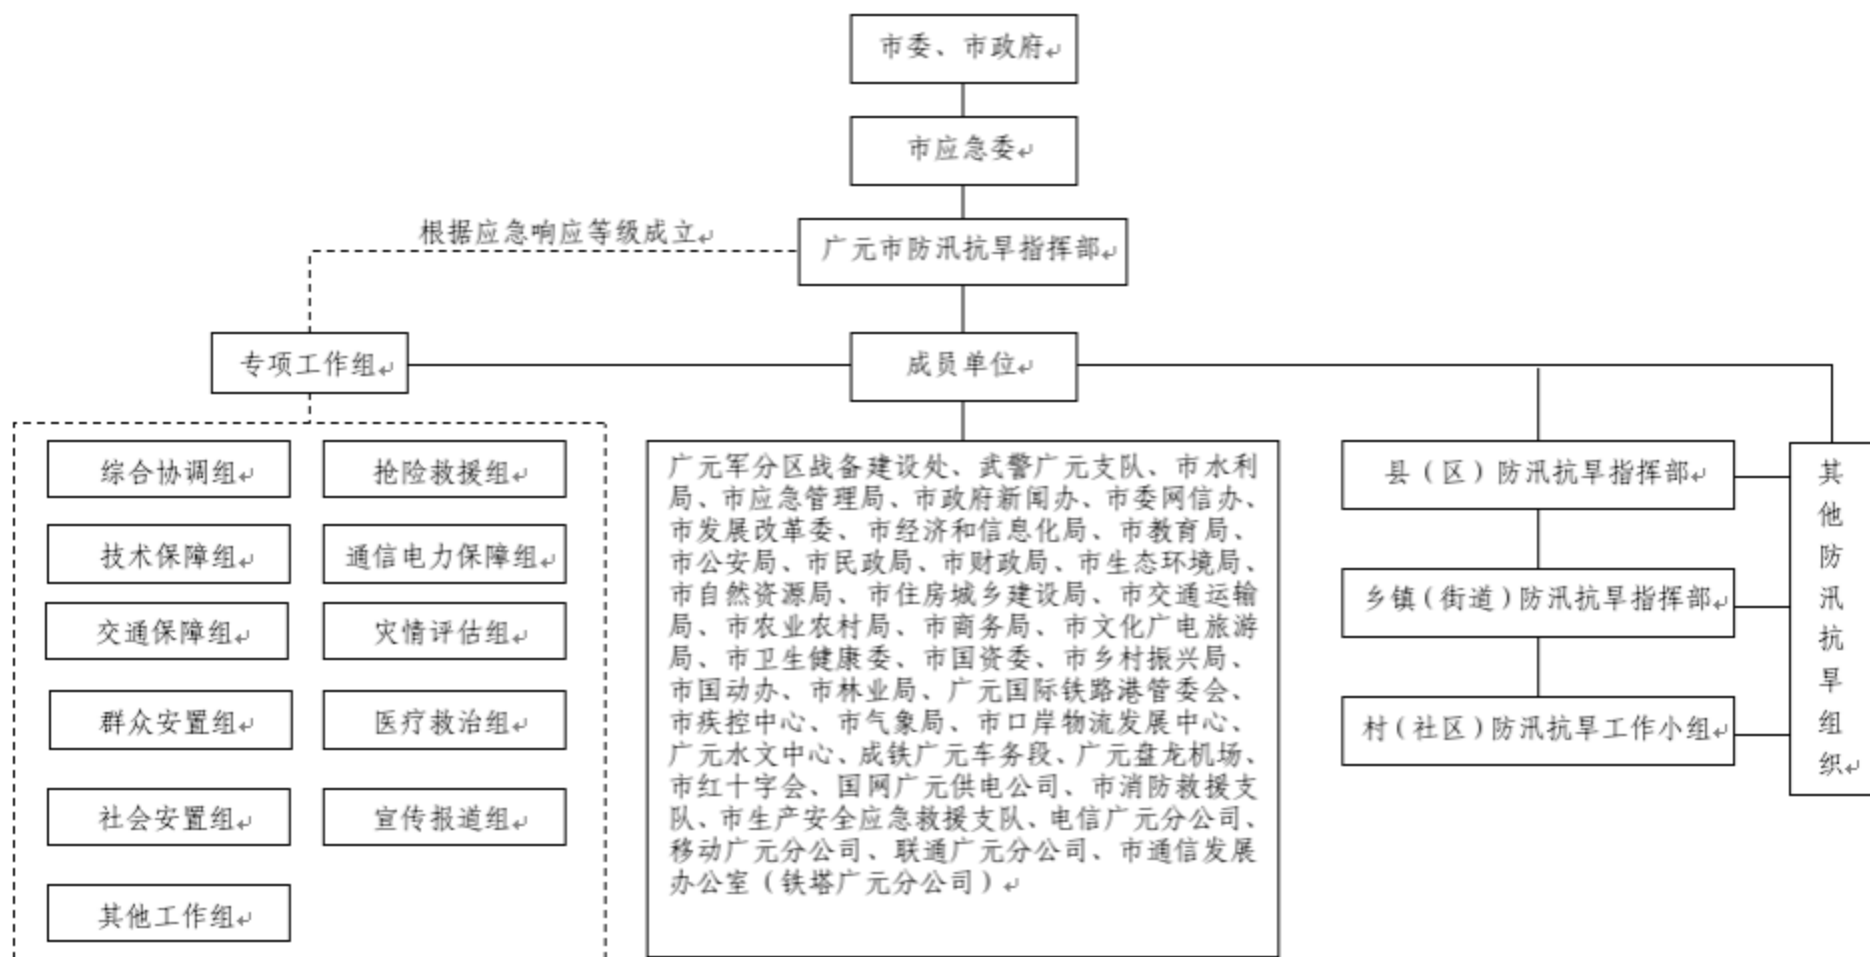 市委、市政府
市应急委
根据应急响应等级成立
广元市防汛抗旱指挥部
专项工作组
成员单位
综合协调组
抢险救援组
技术保障组
通信电力保障组
交通保障组
灾情评估组
群众安置组
医疗救治组
社会安置组
宣传报道组
其他工作组
广元军分区战备建设处、武警广元支队、市水利
局、市应急管理局、市政府新闻办、市委网信办、
市发展改革委、市经济和信息化局、市教育局、
市公安局、市民政局、市财政局、市生态环境局、
市自然资源局、市住房城乡建设局、市交通运输
局、市农业农村局、市商务局、市文化广电旅游
局、市卫生健康委、市国资委、市乡村振兴局、
市国动办、市林业局、广元国际铁路港管委会、
市疾控中心、市气象局、市口岸物流发展中心、
广元水文中心、成铁广元车务段、广元盘龙机场、
市红十字会、国网广元供电公司、市消防救援支
队、市生产安全应急救援支队、电信广元分公司、
移动广元分公司、联通广元分公司、市通信发展
办公室（铁塔广元分公司）
县（区）防汛抗旱指挥部
乡镇（街道）防汛抗旱指挥部
村（社区）防汛抗旱工作小组
其他防汛抗旱组织